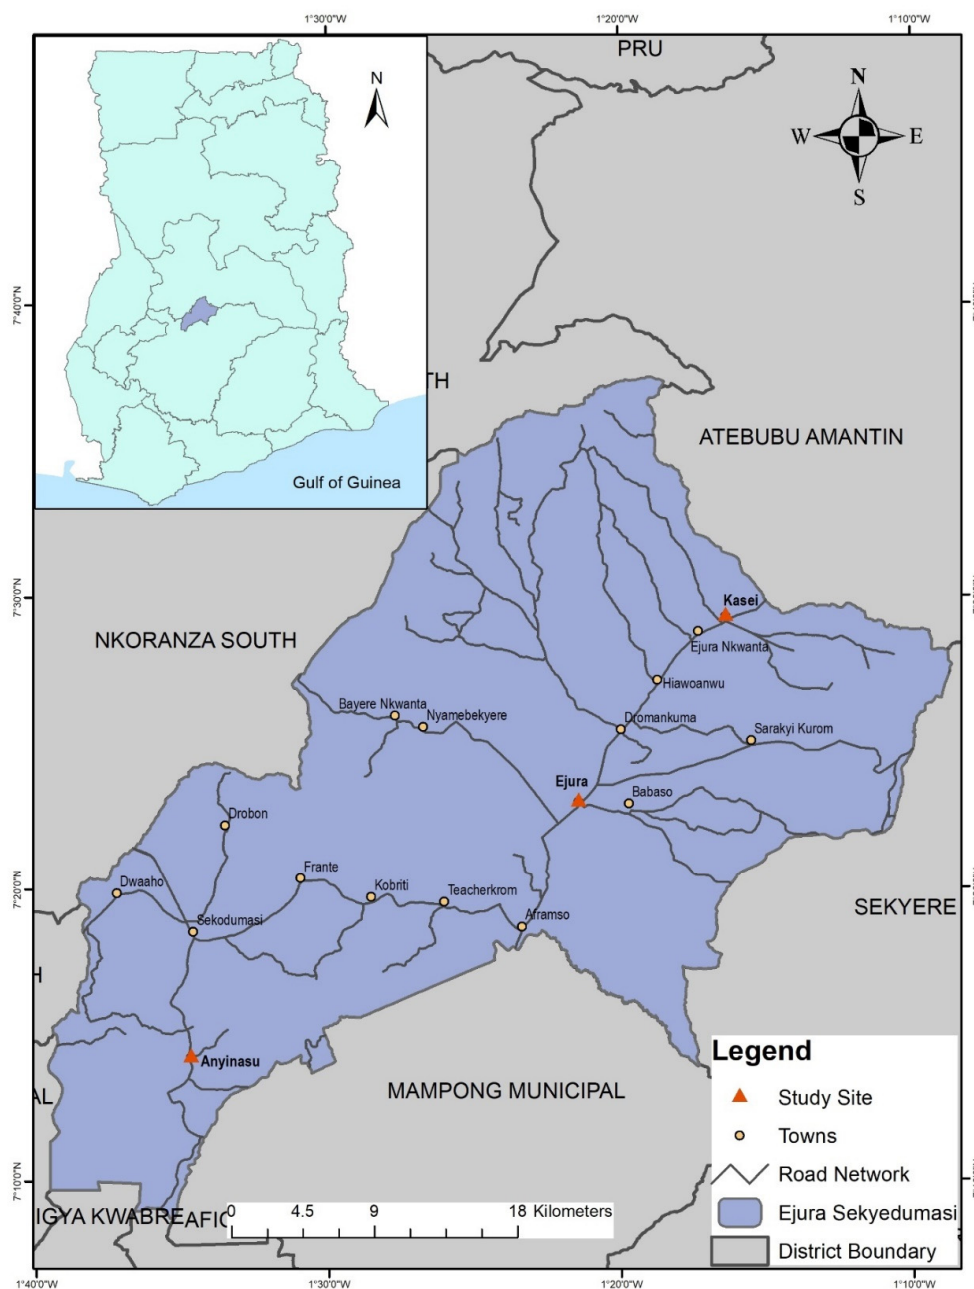 1°30'0"W
1°20'0"W
1°10'0"W
PRU
N
N
W
E
S
7°40'0"N
TH
ATEBUBU AMANTIN
Gulf of Guinea
7°30'0"N
Kasei
NKORANZA SOUTH
Ejura Nkwanta
Hiawoanwu
Bayere Nkwanta
Nyamebekyere
Dromankuma
Sarakyi Kurom
Ejura
Babaso
Drobon
7°20'0"N
Frante
Dwaaho
Kobriti
Teacherkrom
SEKYERE
Sekodumasi
Aframso
H
Anyinasu
MAMPONG MUNICIPAL
AL
Legend
Study Site
Towns
Road Network
Ejura Sekyedumasi
District Boundary
7°10'0"N
IGYA KWABRE
AFIG
0 4.5 9 18 Kilometers
1°40'0"W
1°30'0"W
1°20'0"W
1°10'0"W